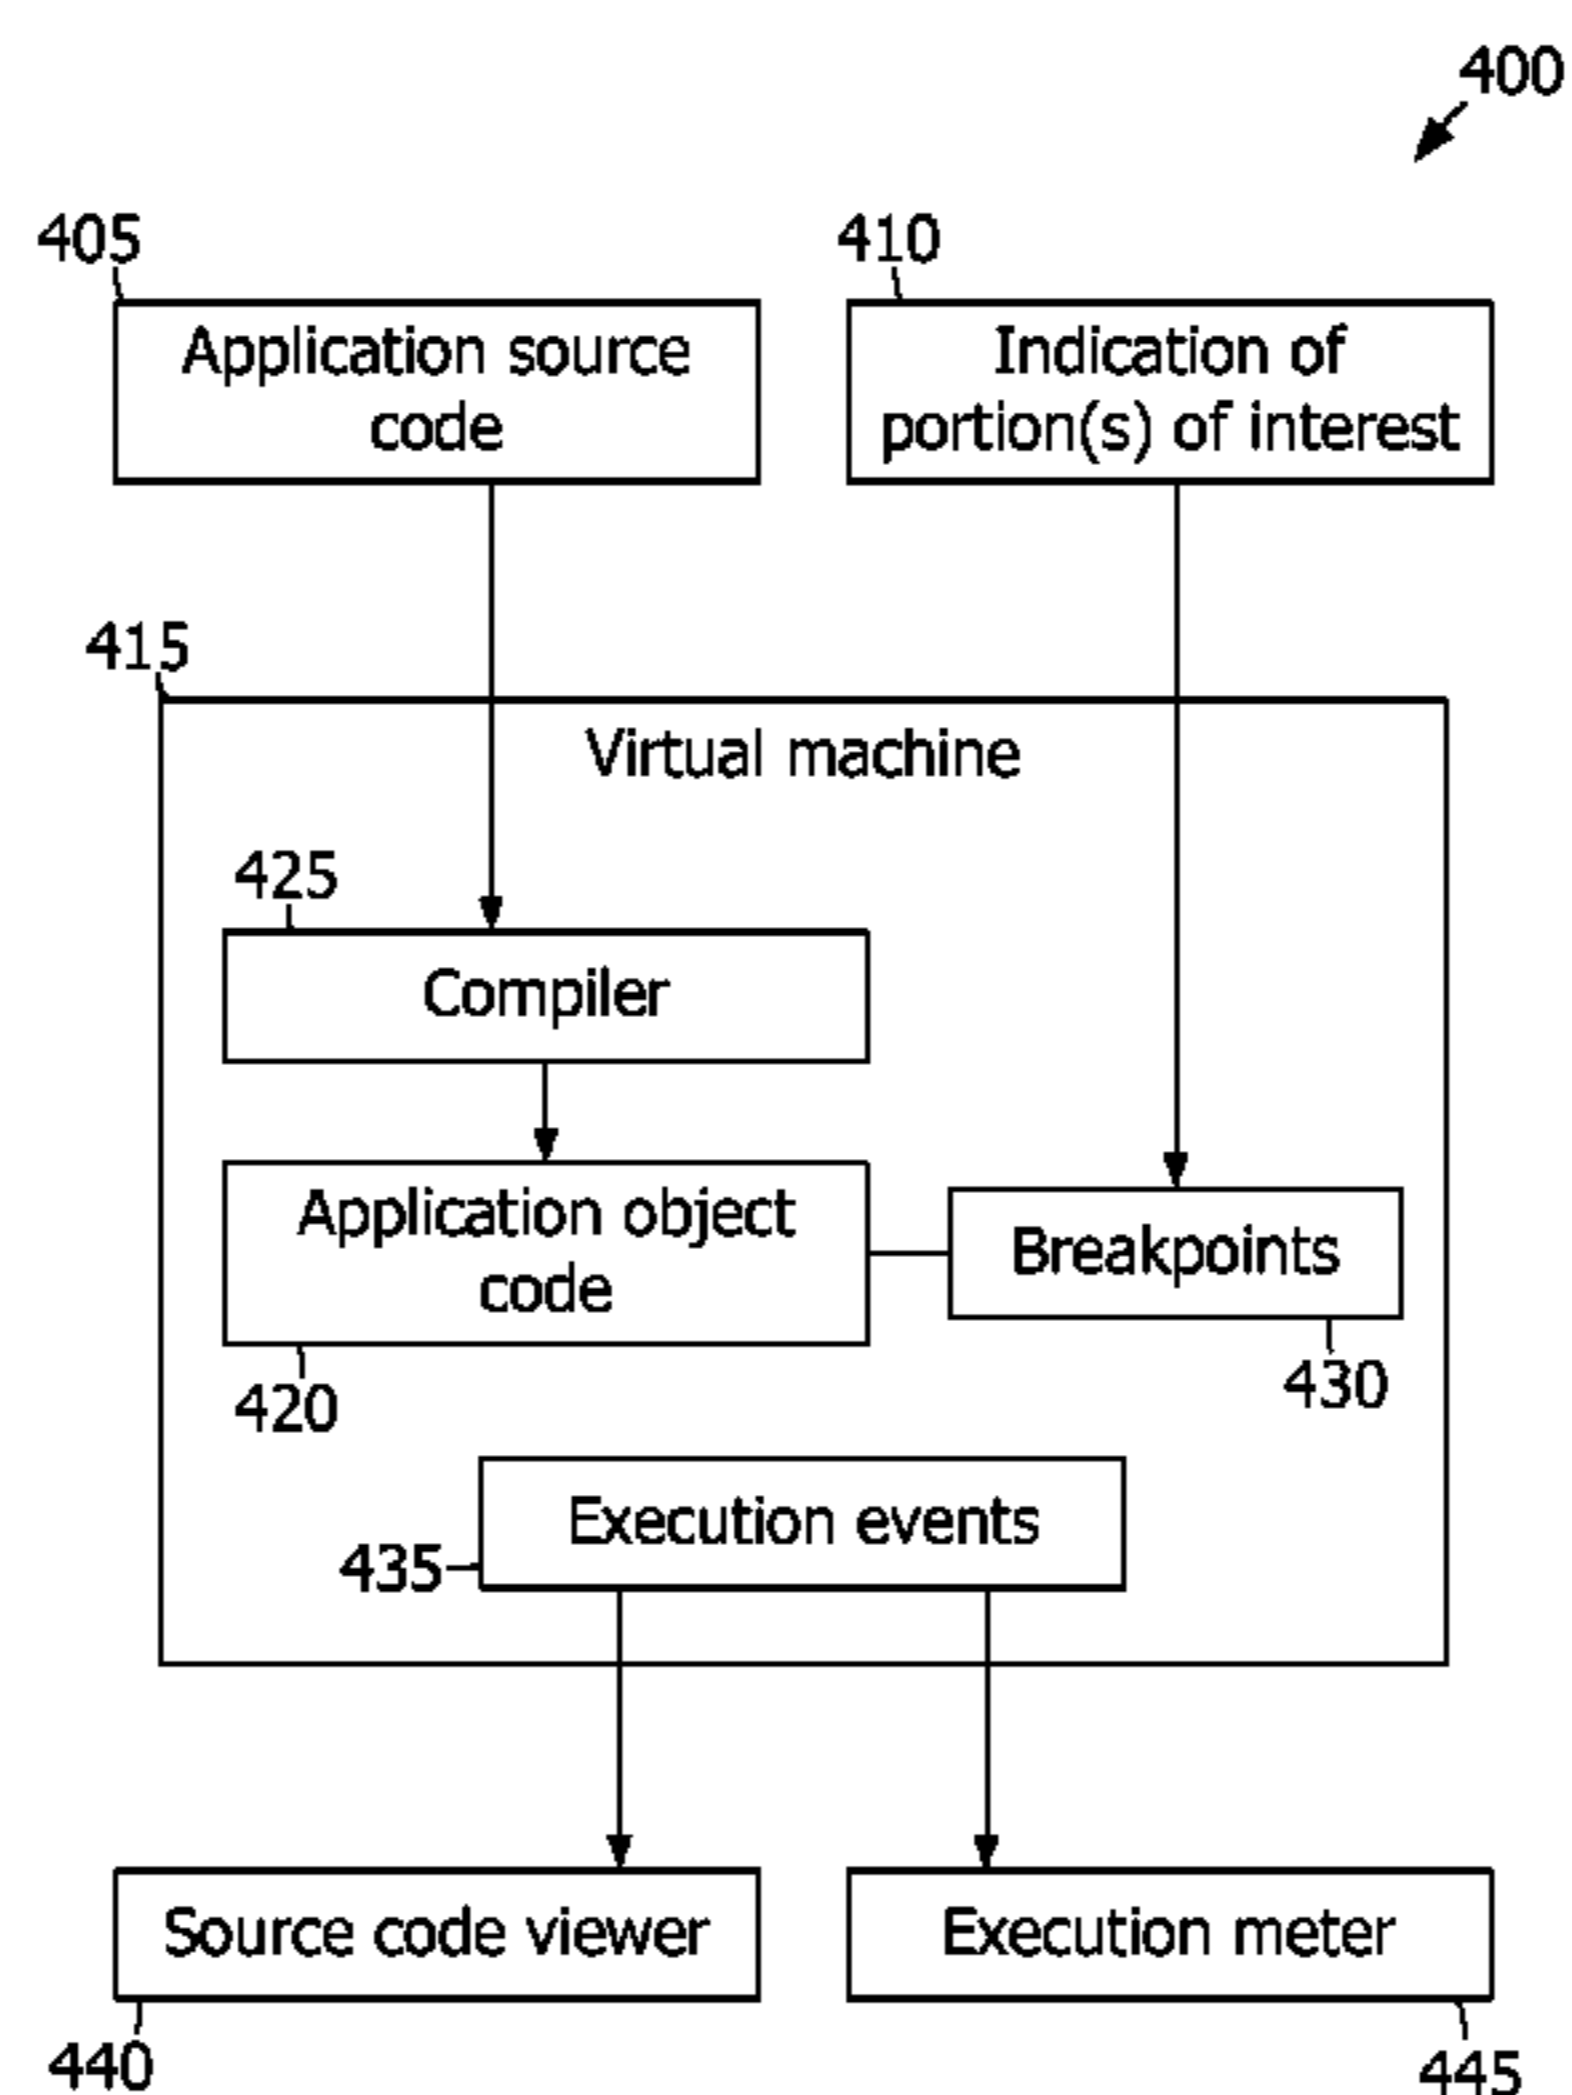 400
405
410
Application source
code
Indication of
portion(s) of interest
415
Virtual machine
425
Compiler
Application object
code
Breakpoints
420
430
Execution events
435
Source code viewer
Execution meter
440
445